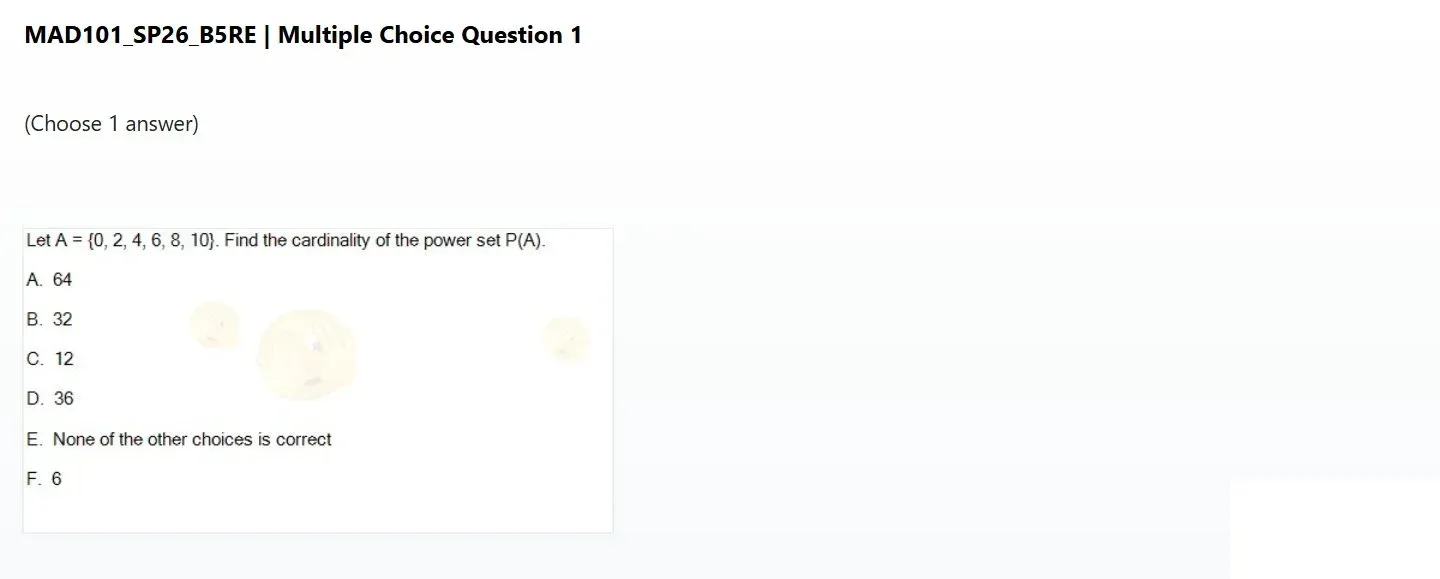 MAD101_SP26_B5RE | Multiple Choice Question 1
(Choose 1 answer)
Let A = {0, 2, 4, 6, 8, 10}. Find the cardinality of the power set P(A).
A. 64
B. 32
C. 12
D. 36
E. None of the other choices is correct
F. 6